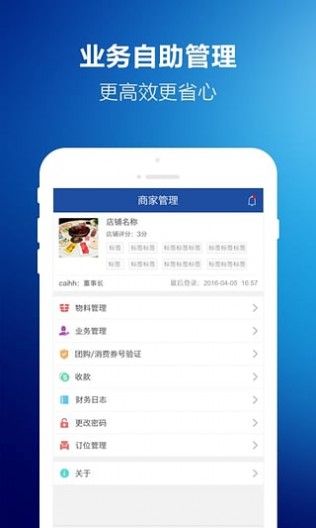 业务自助管理
更高效更省心
商家管理
店铺名称
店铺评分：3分
标签 标签标签 标签标签标签 标签标签标签
标签 标签标签 标签标签标签 标签标签标签
caihh：董事长 最后登录：2016-04-05 16:57
物料管理
业务管理
团购/消费券号验证
收款
财务日志
更改密码
订位管理
关于